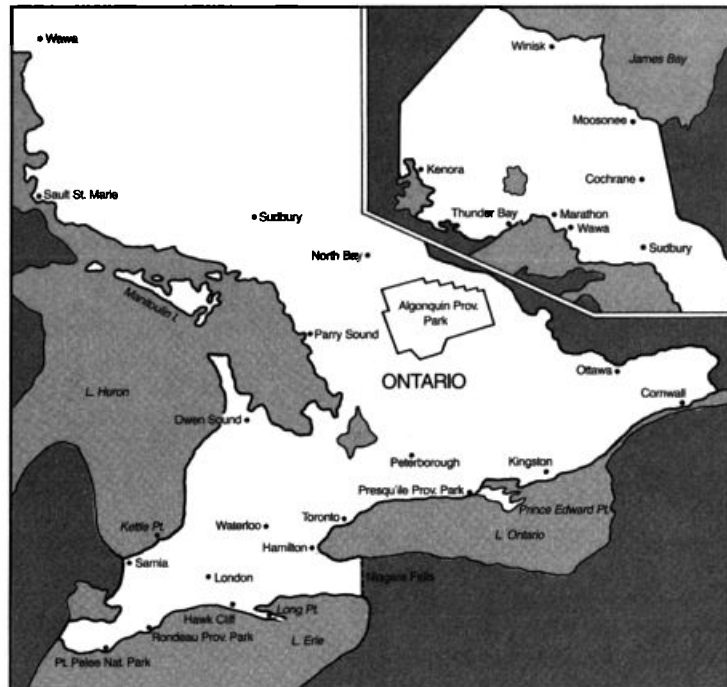 Wawa
Winisk
James Bay
Moosonee
Kenora
Cochrane
Sault St. Marie
Sudbury
Thunder Bay
Marathon
Wawa
Sudbury
North Bay
Manitoulin I.
Algonquin Prov.
Park
Parry Sound
ONTARIO
Ottawa
L. Huron
Cornwall
Owen Sound
Peterborough
Kingston
Presqu'ile Prov. Park
Prince Edward Pt.
Kettle Pt.
Waterloo
Toronto
L. Ontario
Hamilton
Sarnia
London
Niagara Falls
Long Pt.
Hawk Cliff
Rondeau Prov. Park
L. Erie
Pt. Pelee Nat. Park